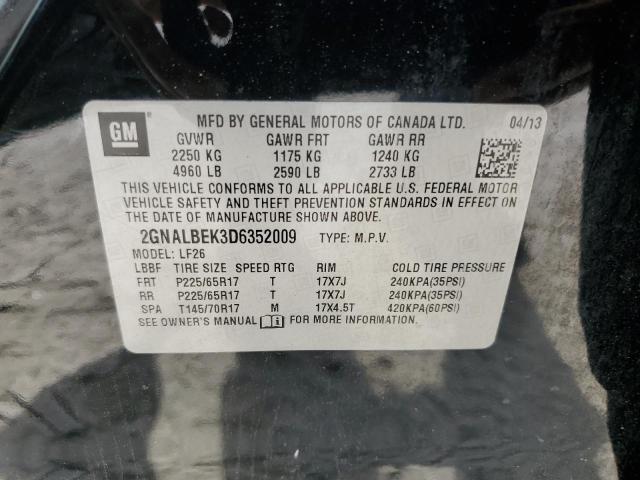 GM
MFD BY GENERAL MOTORS OF CANADA LTD. 04/13
GVWR GAWR FRT GAWR RR
2250 KG 1175 KG 1240 KG
4960 LB 2590 LB 2733 LB
THIS VEHICLE CONFORMS TO ALL APPLICABLE U.S. FEDERAL MOTOR
VEHICLE SAFETY AND THEFT PREVENTION STANDARDS IN EFFECT ON
THE DATE OF MANUFACTURE SHOWN ABOVE.
2GNALBEK3D6352009 TYPE: M.P.V.
MODEL: LF26
LBBF TIRE SIZE SPEED RTG RIM COLD TIRE PRESSURE
FRT P225/65R17 T 17X7J 240KPA(35PSI)
RR P225/65R17 T 17X7J 240KPA(35PSI)
SPA T145/70R17 M 17X4.5T 420KPA(60PSI)
SEE OWNER'S MANUAL FOR MORE INFORMATION.